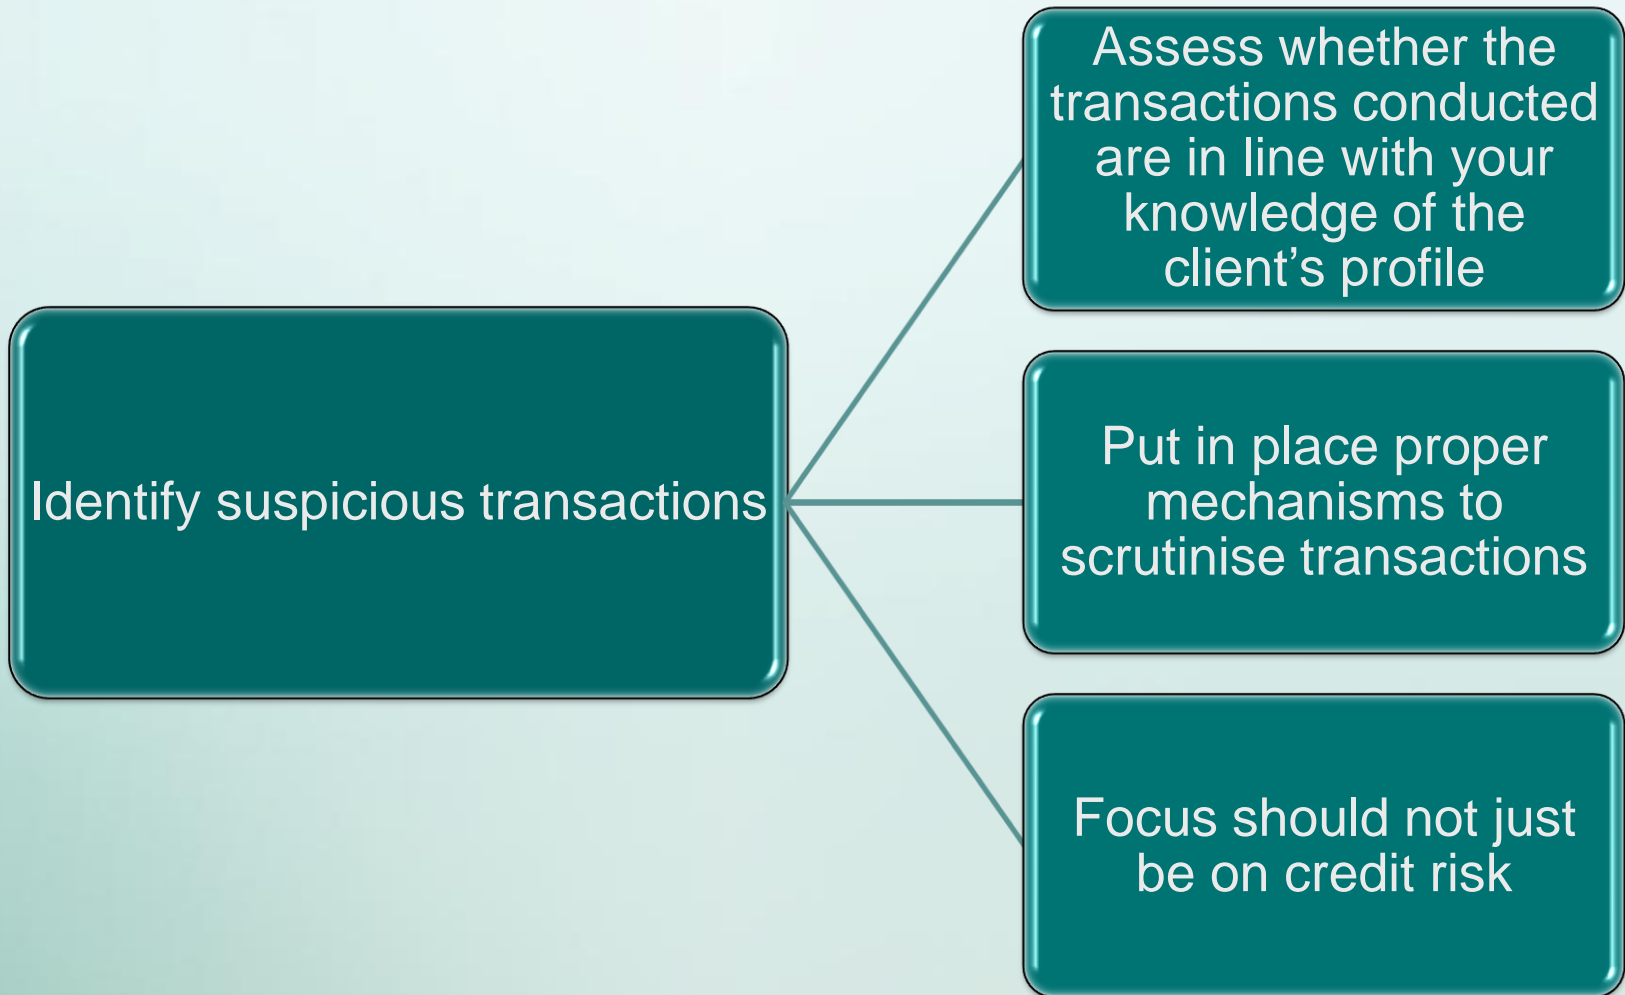 Identify suspicious transactions
Assess whether the
transactions conducted
are in line with your
knowledge of the
client’s profile
Put in place proper
mechanisms to
scrutinise transactions
Focus should not just
be on credit risk